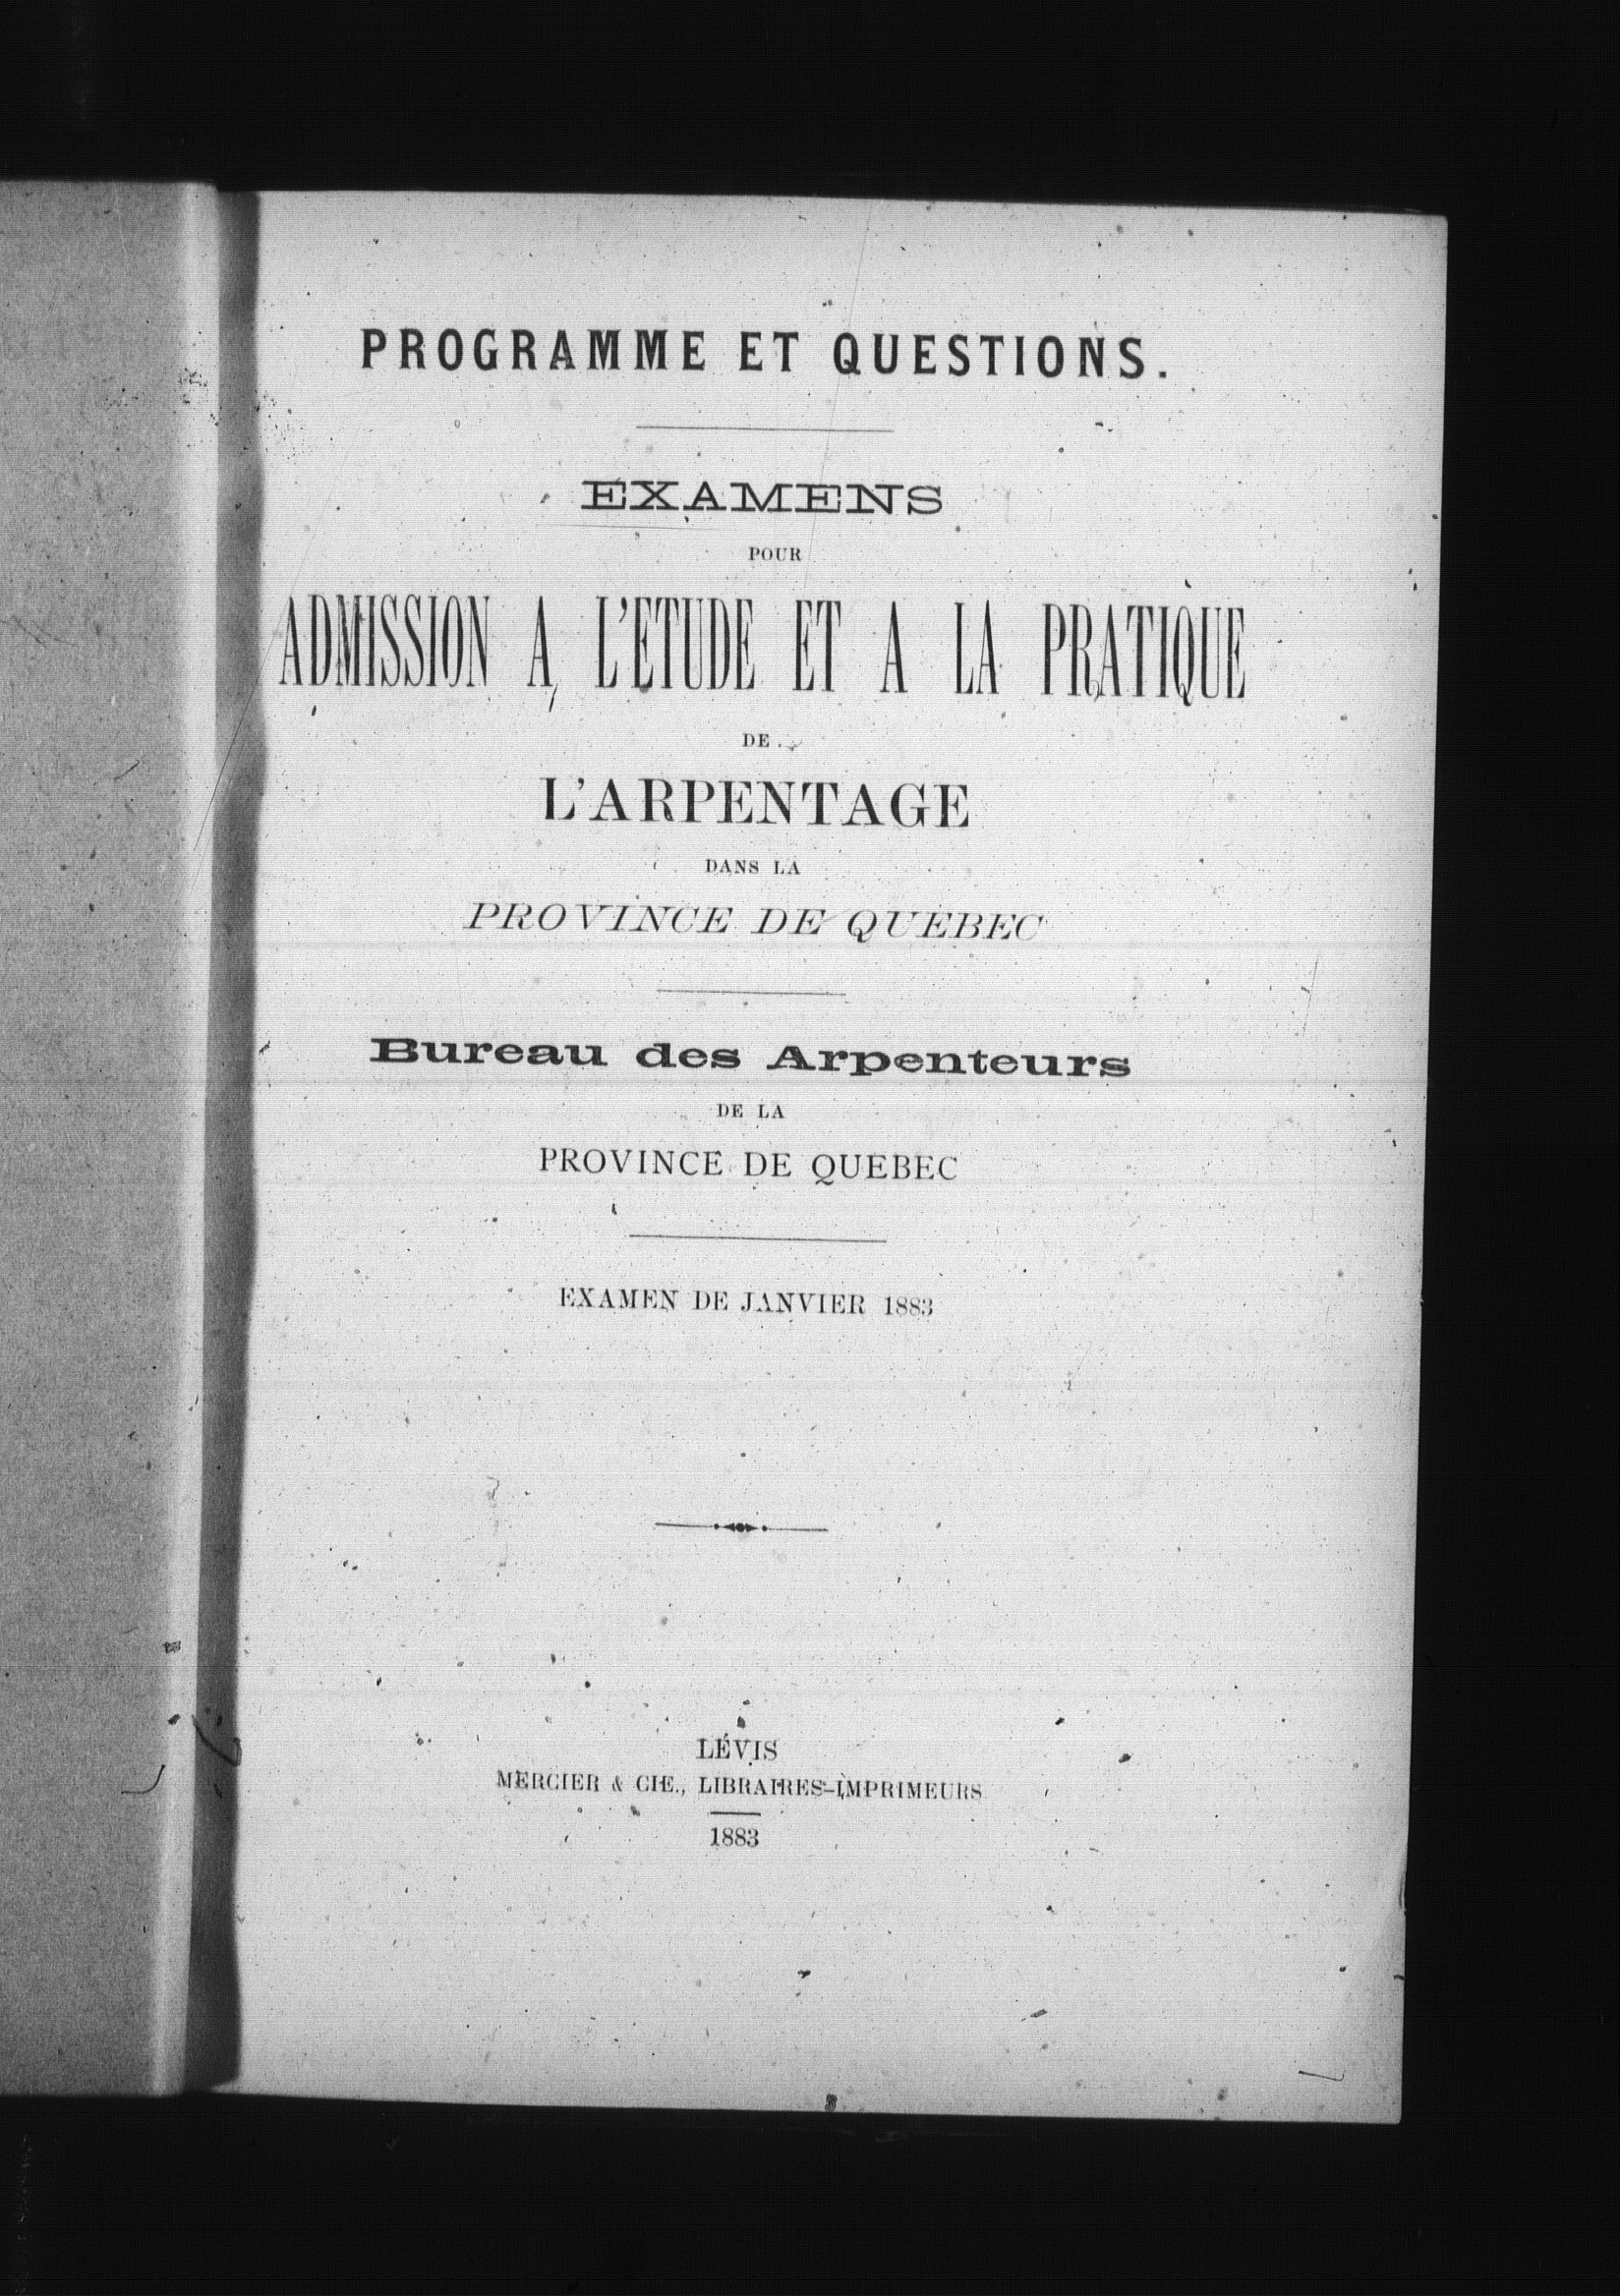 PROGRAMME ET QUESTIONS.
EXAMENS
POUR
ADMISSION A L'ETUDE ET A LA PRATIQUE
DE
L'ARPENTAGE
DANS LA
PROVINCE DE QUEBEC
Bureau des Arpenteurs
DE LA
PROVINCE DE QUEBEC
EXAMEN DE JANVIER 1883
LÉVIS
MERCIER & CIE., LIBRAIRES-IMPRIMEURS
1883